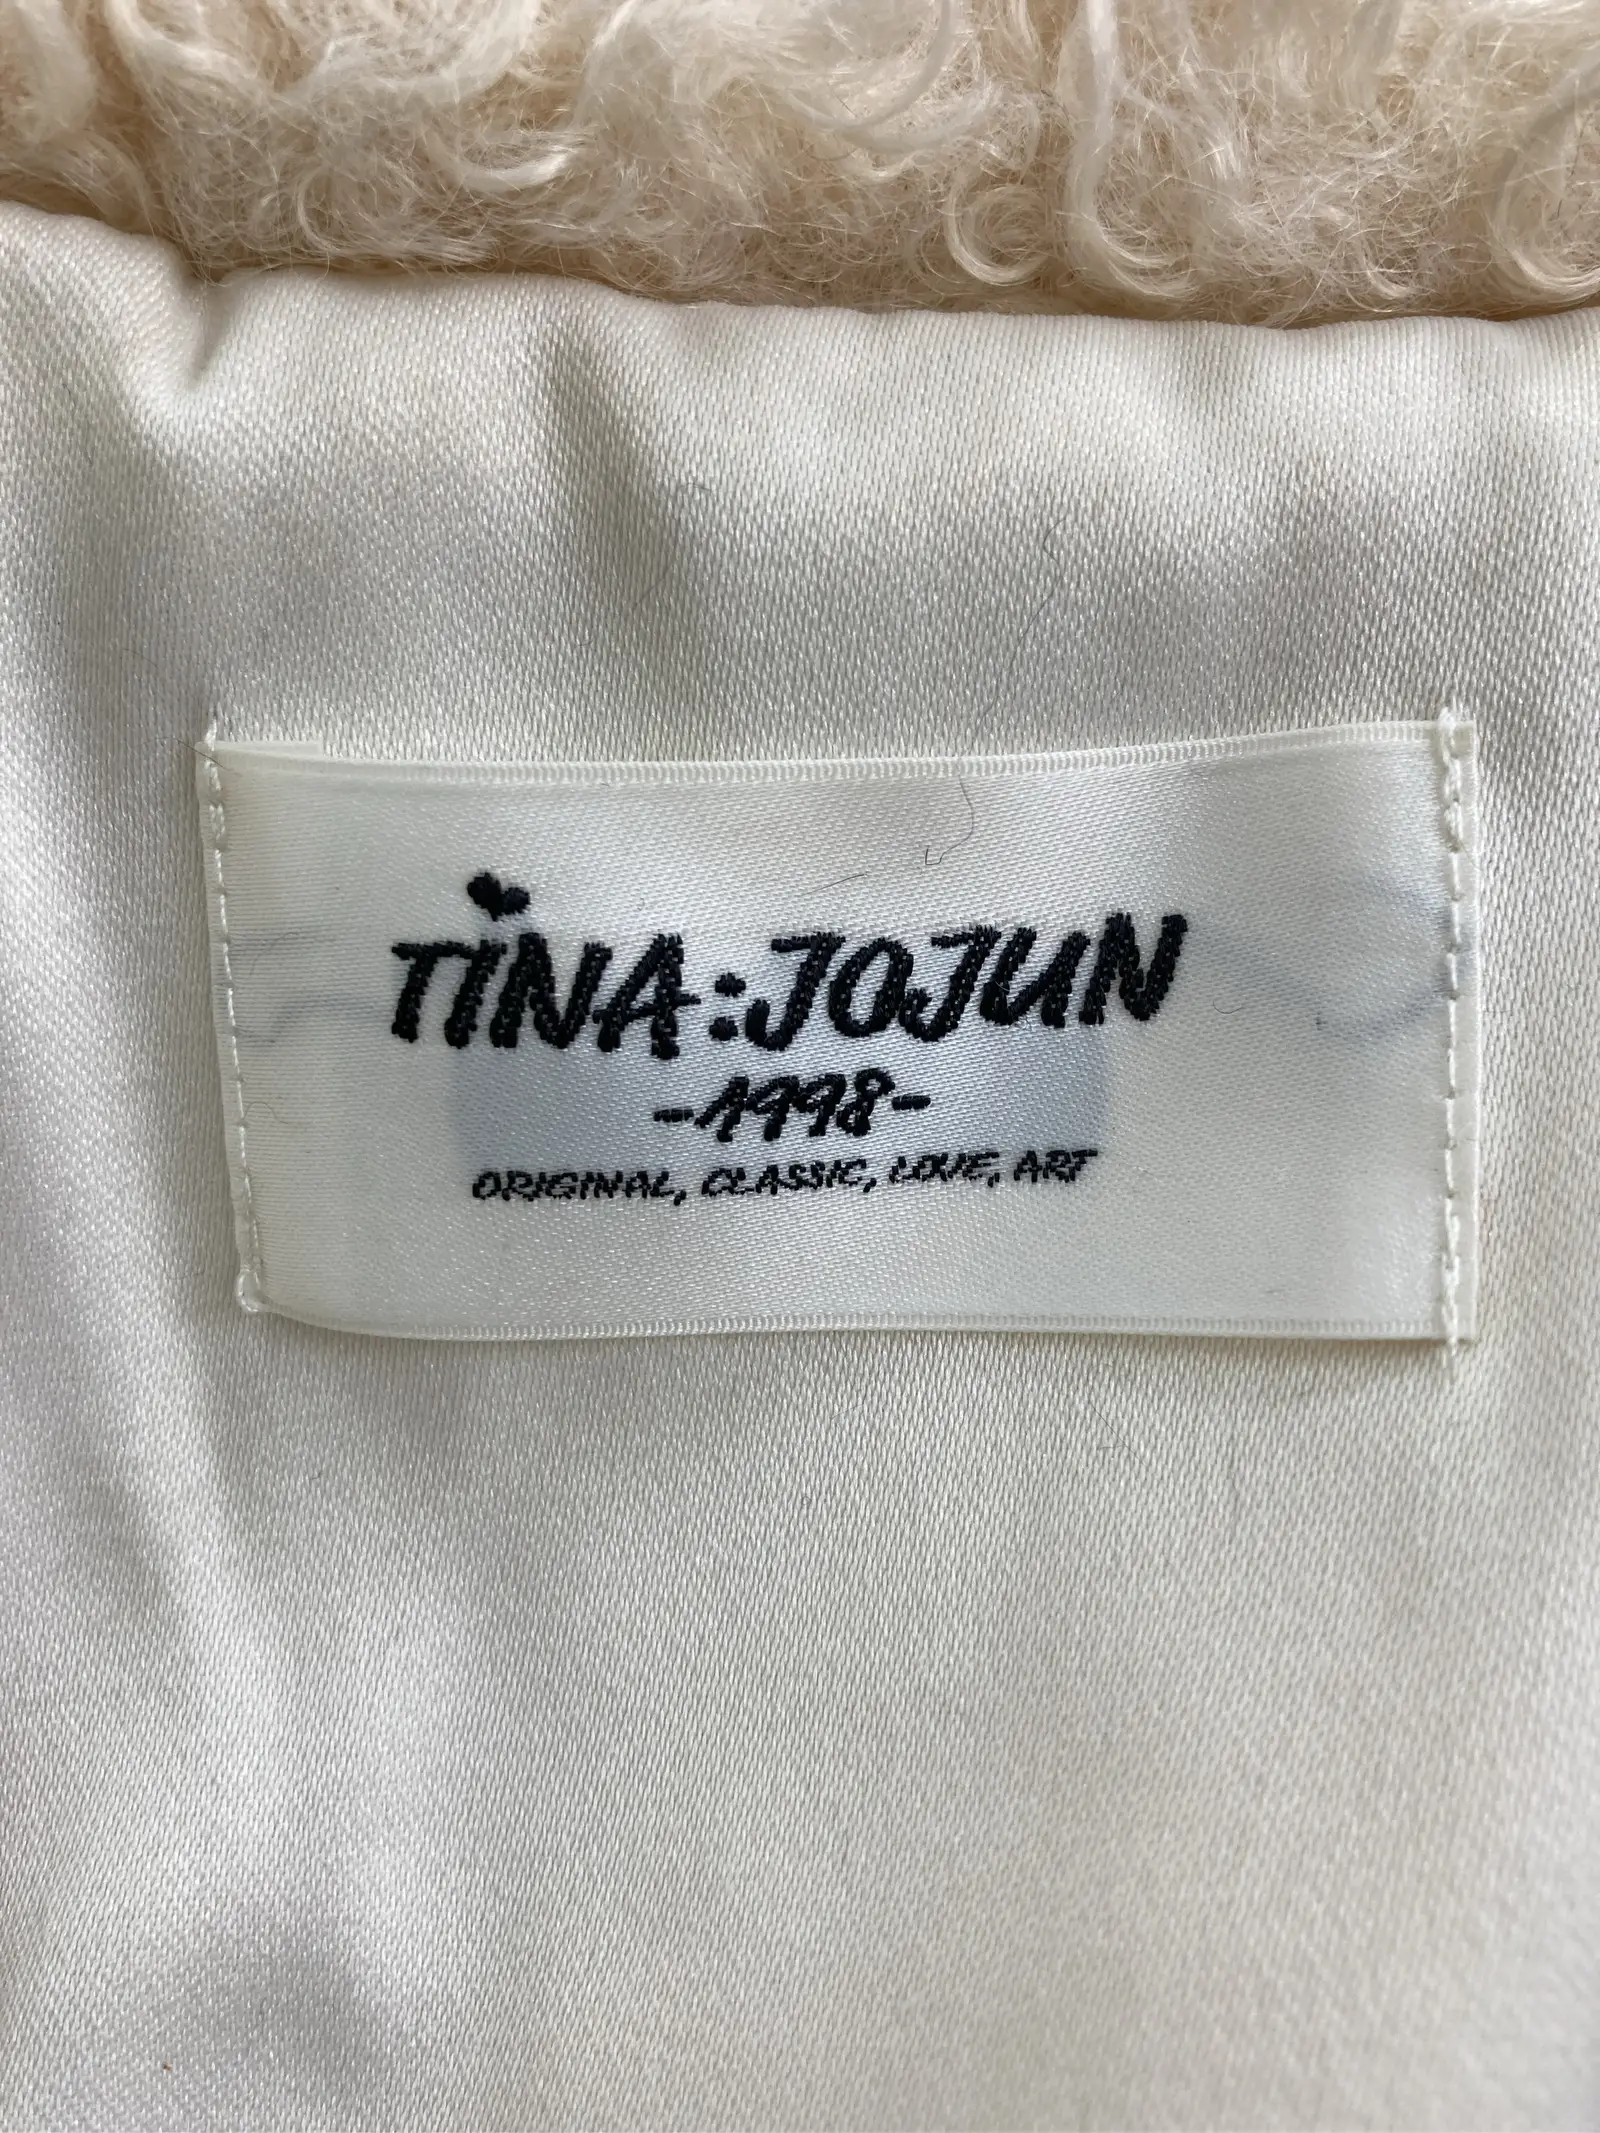 TINA:JOJUN
-1998-
ORIGINAL, CLASSIC, LOVE, ART